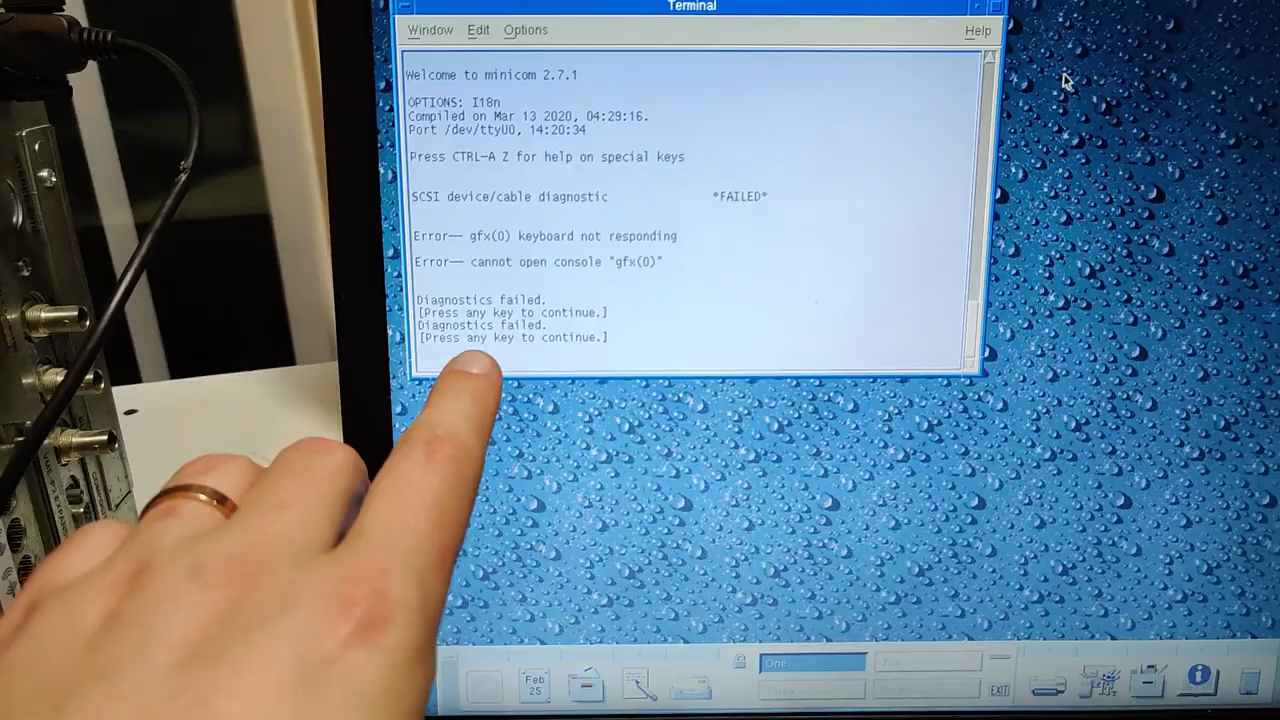 Terminal
Window Edit Options Help
Welcome to minicom 2.7.1
OPTIONS: I18n
Compiled on Mar 13 2020, 04:29:16.
Port /dev/ttyU0, 14:20:34
Press CTRL-A Z for help on special keys
SCSI device/cable diagnostic *FAILED*
Error— gfx(0) keyboard not responding
Error— cannot open console "gfx(0)"
Diagnostics failed.
[Press any key to continue.]
Diagnostics failed.
[Press any key to continue.]
One
Feb
25
EXIT